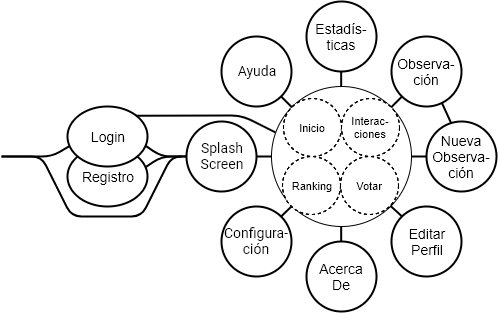 Estadís-
ticas
Ayuda
Observa-
ción
Login
Registro
Splash
Screen
Inicio
Interac-
ciones
Ranking
Votar
Nueva
Observa-
ción
Configura-
ción
Editar
Perfil
Acerca
De